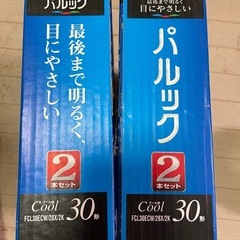 パルック
最後まで明るく、
目にやさしい
2
本セット
Cool
30形
FCL30ECW/28X/2K
最後まで明るく
目にやさしい
パルック
2
本セット
Cool
30形
FCL30ECW/28X/2K